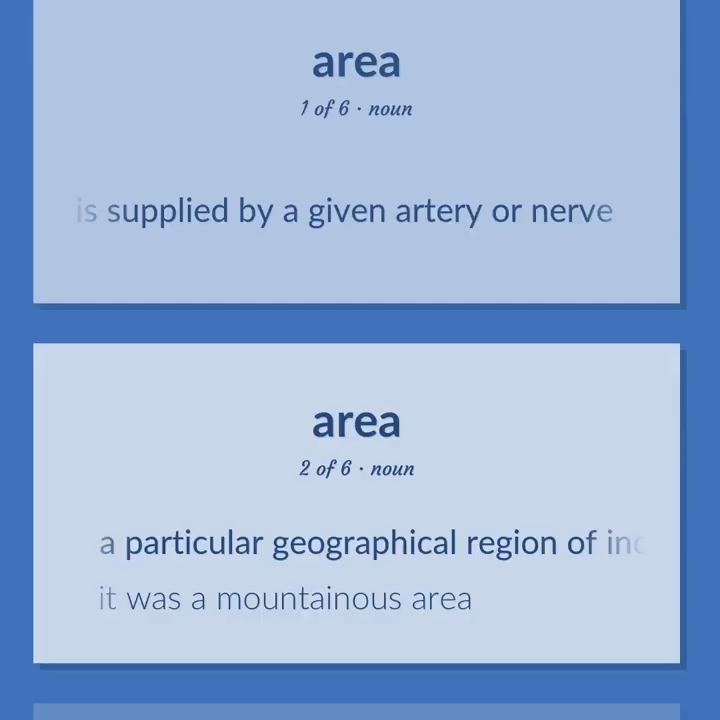 area
1 of 6 · noun
is supplied by a given artery or nerve
area
2 of 6 · noun
a particular geographical region of
it was a mountainous area